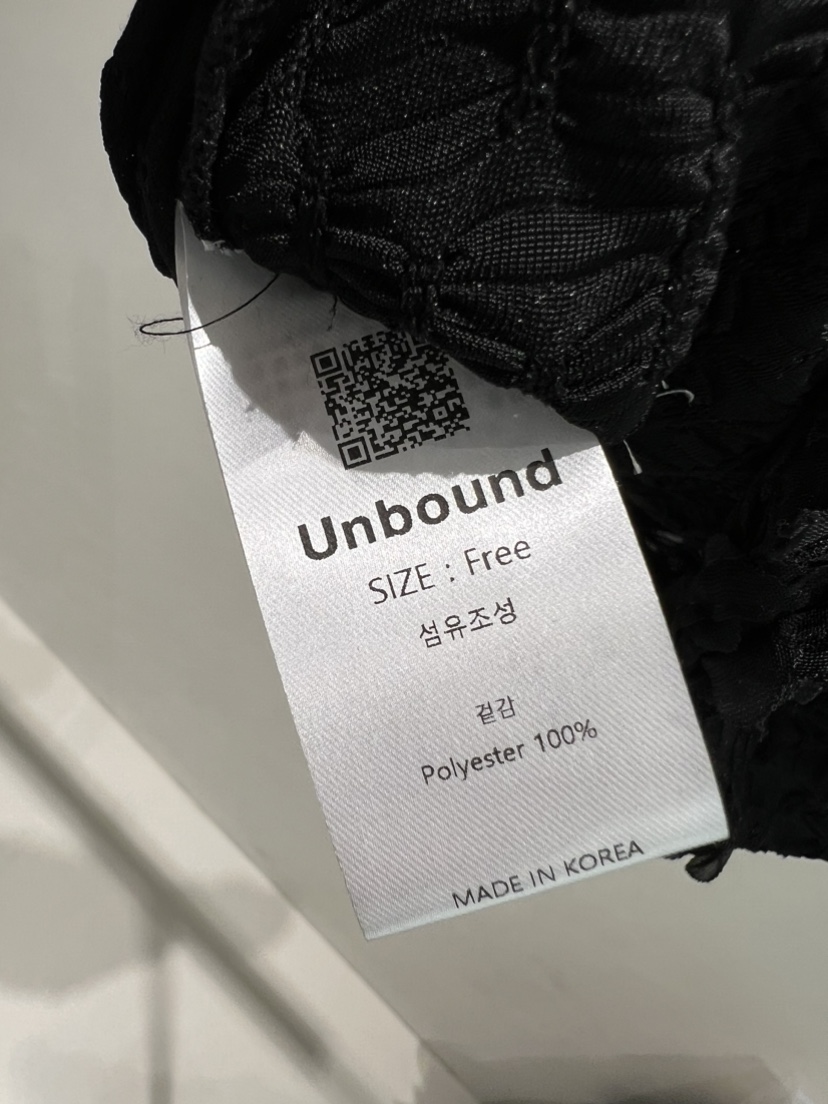 Unbound
SIZE : Free
섬유조성
겉감
Polyester 100%
MADE IN KOREA